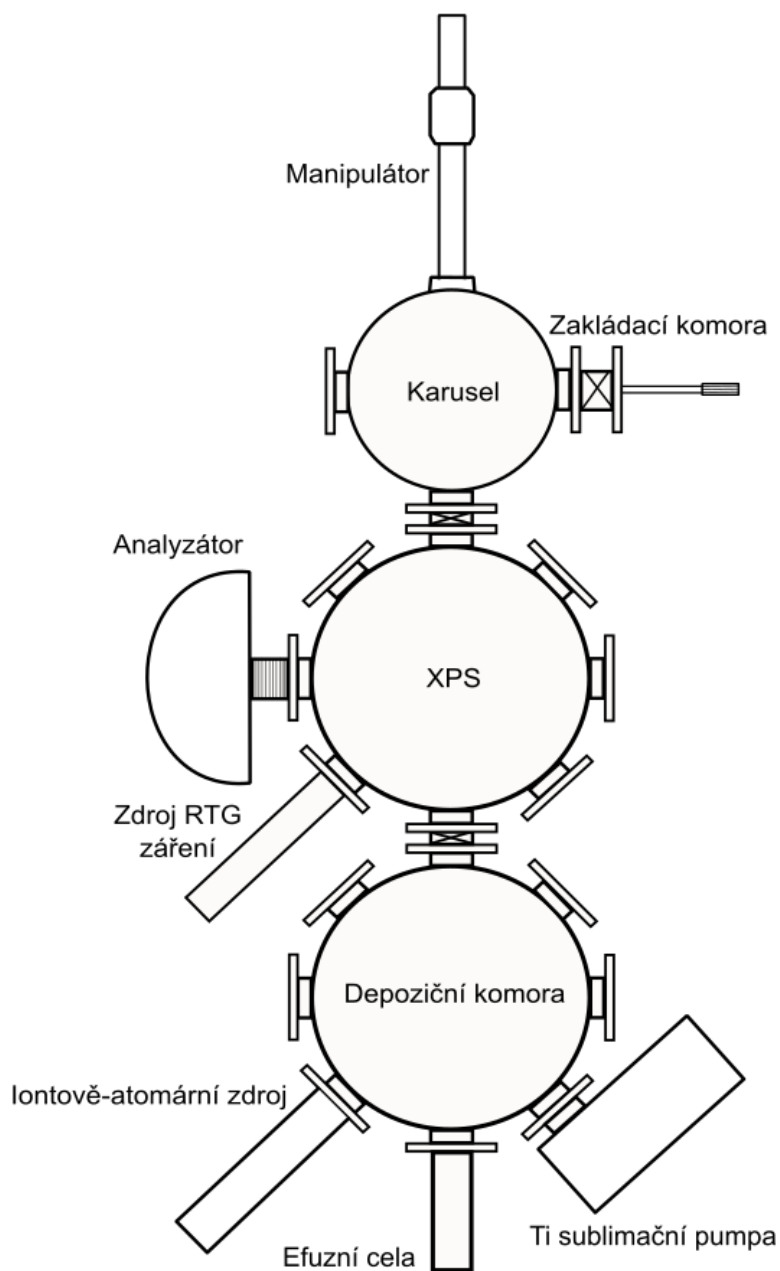 Manipulátor
Zakládací komora
Karusel
Analyzátor
XPS
Zdroj RTG
záření
Depoziční komora
Iontově-atomární zdroj
Ti sublimační pumpa
Efuzní cela